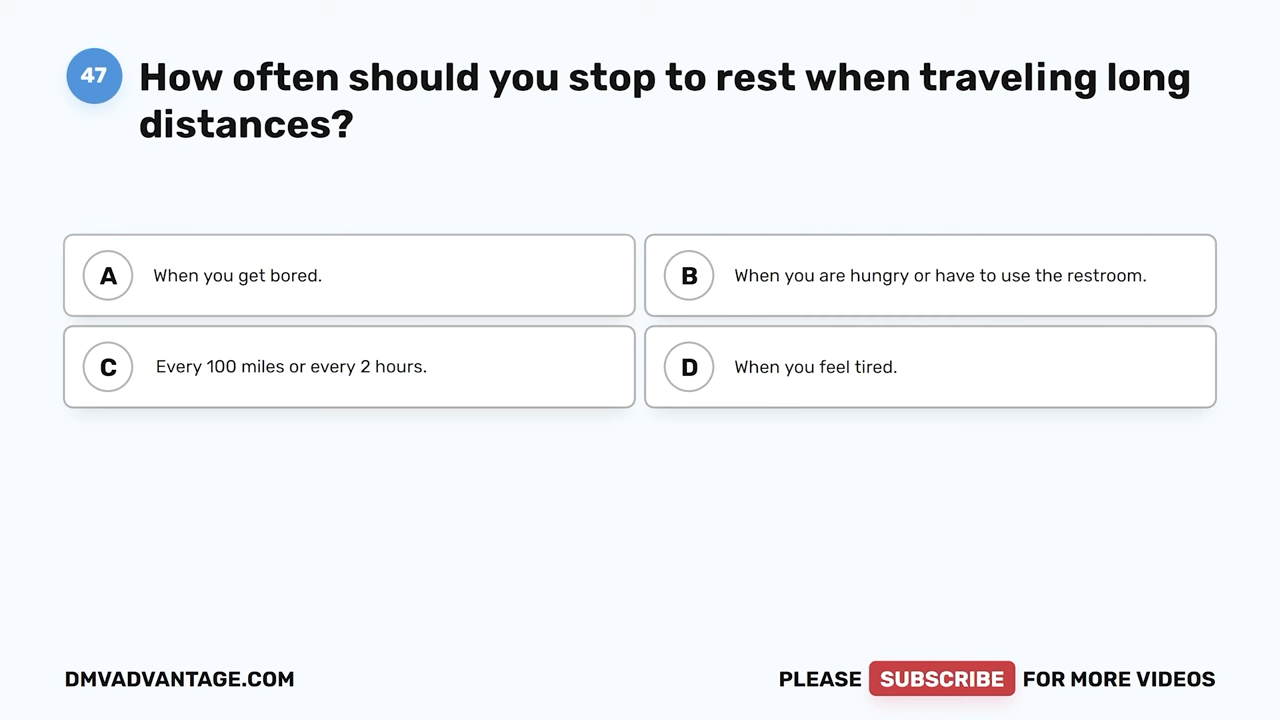 47
How often should you stop to rest when traveling long
distances?
A When you get bored.
B When you are hungry or have to use the restroom.
C Every 100 miles or every 2 hours.
D When you feel tired.
DMVADVANTAGE.COM
PLEASE SUBSCRIBE FOR MORE VIDEOS